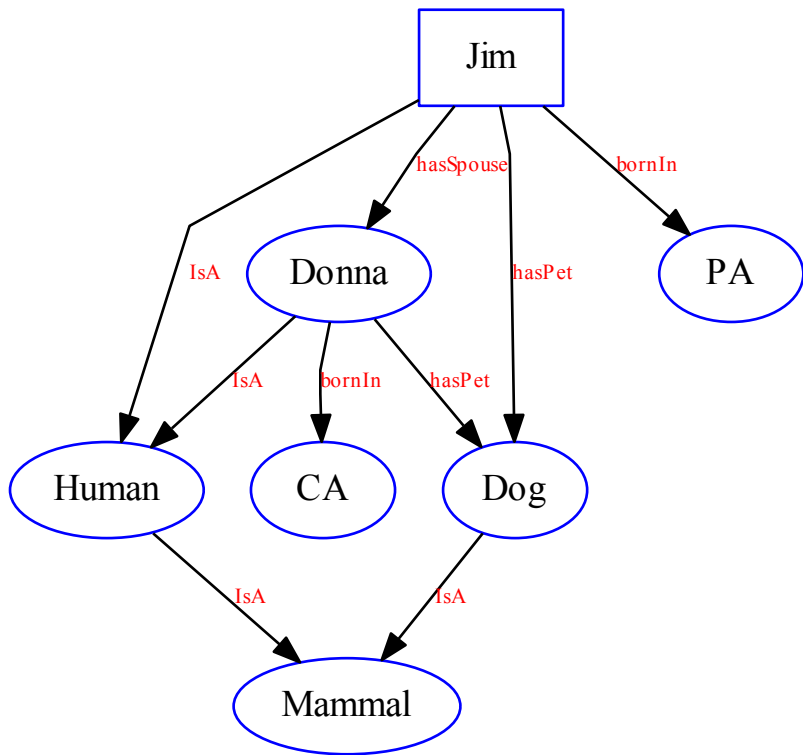 Jim
hasSpouse
bornIn
IsA
Donna
hasPet
PA
IsA
bornIn
hasPet
Human
CA
Dog
IsA
IsA
Mammal